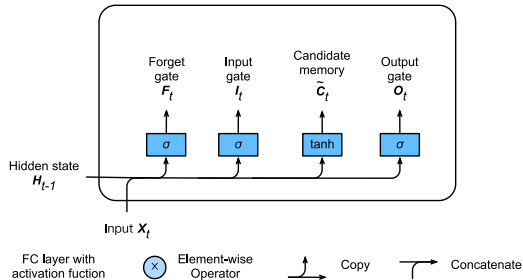 Forget gate F_t
Input gate I_t
Candidate memory C̃_t
Output gate O_t
σ
σ
tanh
σ
Hidden state H_{t-1}
Input X_t
FC layer with activation fuction
×
Element-wise Operator
Copy
Concatenate